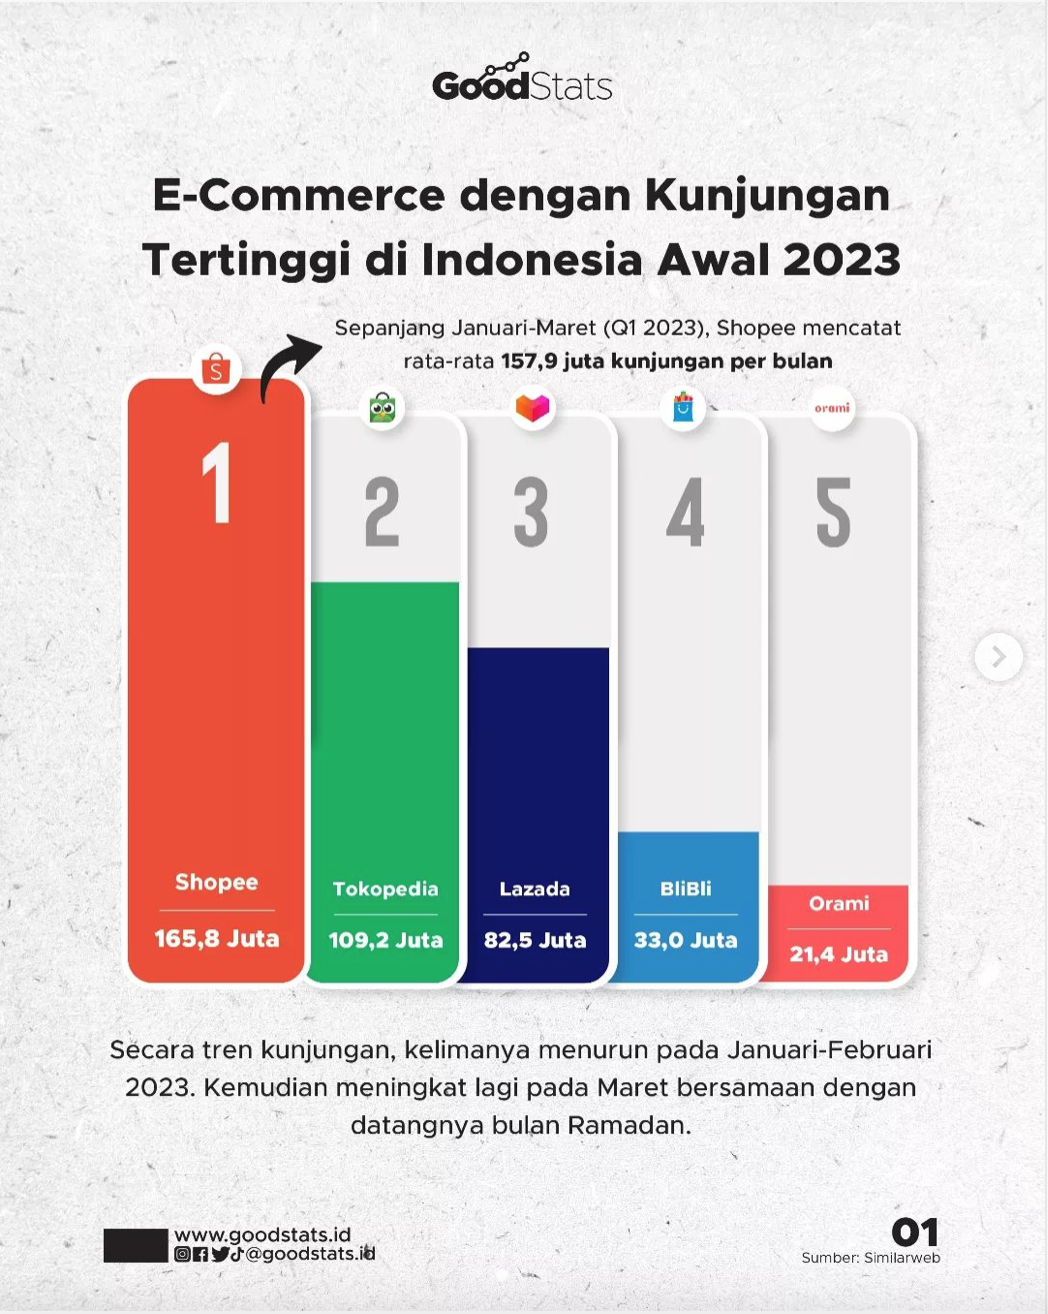 GoodStats
E-Commerce dengan Kunjungan
Tertinggi di Indonesia Awal 2023
Sepanjang Januari-Maret (Q1 2023), Shopee mencatat
rata-rata 157,9 juta kunjungan per bulan
S
orami
1
2
3
4
5
Shopee
165,8 Juta
Tokopedia
109,2 Juta
Lazada
82,5 Juta
BliBli
33,0 Juta
Orami
21,4 Juta
Secara tren kunjungan, kelimanya menurun pada Januari-Februari
2023. Kemudian meningkat lagi pada Maret bersamaan dengan
datangnya bulan Ramadan.
www.goodstats.id
@goodstats.id
01
Sumber: Similarweb